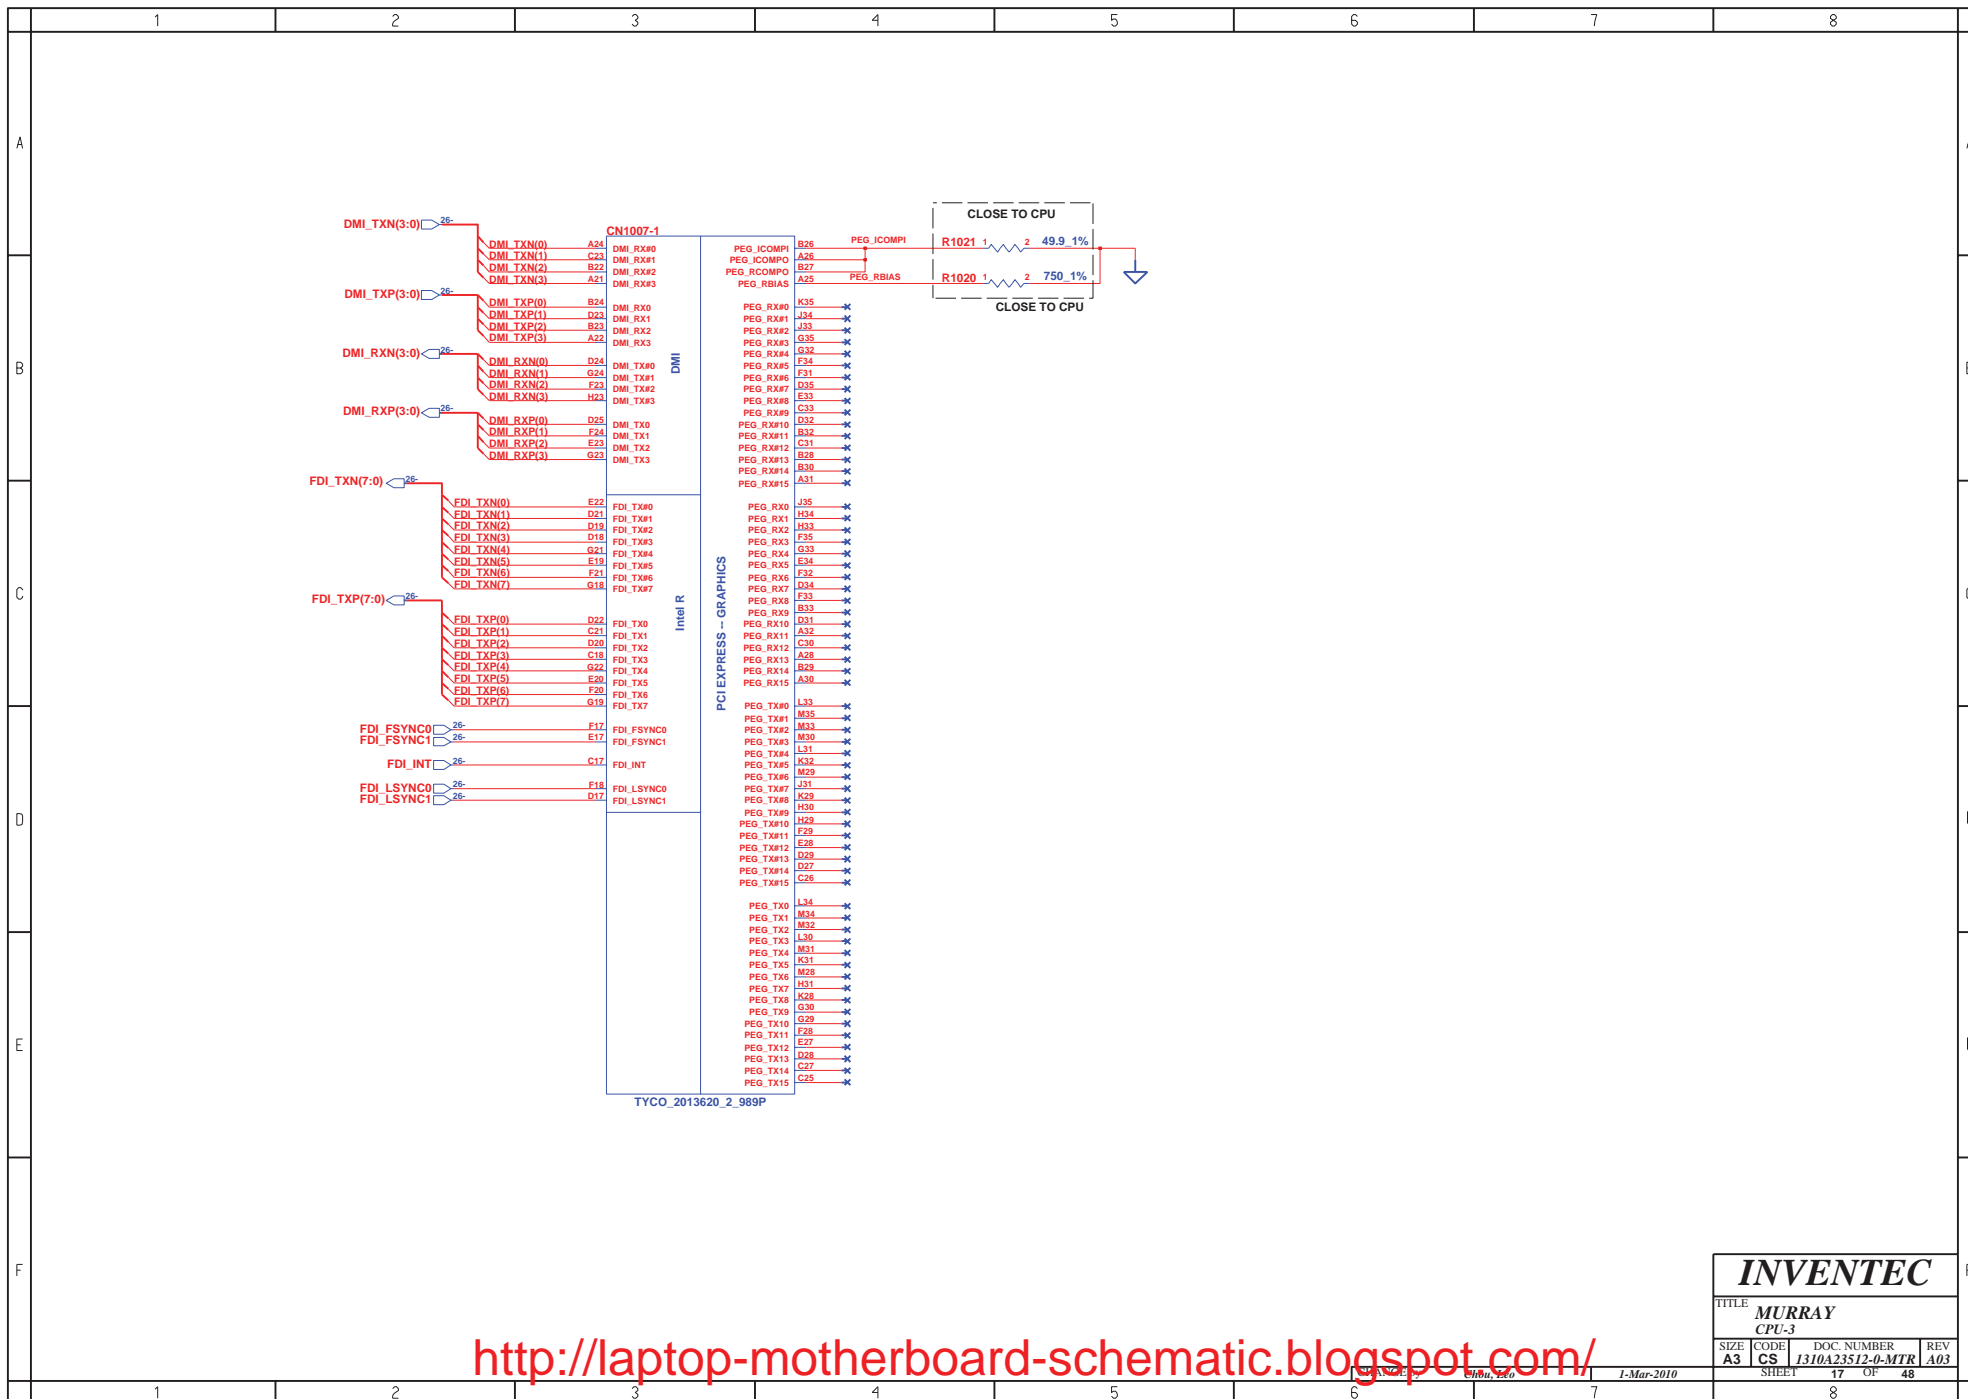 1 2 3 4 5 6 7 8
A
B
C
D
E
F
CLOSE TO CPU
DMI_TXN(3:0) 26-
CN1007-1
DMI_TXN(0) A24 DMI_RX#0
DMI_TXN(1) C23 DMI_RX#1
DMI_TXN(2) B22 DMI_RX#2
DMI_TXN(3) A21 DMI_RX#3
DMI_TXP(3:0) 26-
DMI_TXP(0) B24 DMI_RX0
DMI_TXP(1) D23 DMI_RX1
DMI_TXP(2) B23 DMI_RX2
DMI_TXP(3) A22 DMI_RX3
DMI_RXN(3:0) 26-
DMI_RXN(0) D24 DMI_TX#0
DMI_RXN(1) G24 DMI_TX#1
DMI_RXN(2) F23 DMI_TX#2
DMI_RXN(3) H23 DMI_TX#3
DMI_RXP(3:0) 26-
DMI_RXP(0) D25 DMI_TX0
DMI_RXP(1) F24 DMI_TX1
DMI_RXP(2) E23 DMI_TX2
DMI_RXP(3) G23 DMI_TX3
DMI
FDI_TXN(7:0) 26-
FDI_TXN(0) E22 FDI_TX#0
FDI_TXN(1) D21 FDI_TX#1
FDI_TXN(2) D19 FDI_TX#2
FDI_TXN(3) D18 FDI_TX#3
FDI_TXN(4) G21 FDI_TX#4
FDI_TXN(5) E19 FDI_TX#5
FDI_TXN(6) F21 FDI_TX#6
FDI_TXN(7) G18 FDI_TX#7
FDI_TXP(7:0) 26-
FDI_TXP(0) D22 FDI_TX0
FDI_TXP(1) C21 FDI_TX1
FDI_TXP(2) D20 FDI_TX2
FDI_TXP(3) C18 FDI_TX3
FDI_TXP(4) G22 FDI_TX4
FDI_TXP(5) E20 FDI_TX5
FDI_TXP(6) F20 FDI_TX6
FDI_TXP(7) G19 FDI_TX7
Intel R
FDI_FSYNC0 26- F17 FDI_FSYNC0
FDI_FSYNC1 26- E17 FDI_FSYNC1
FDI_INT 26- C17 FDI_INT
FDI_LSYNC0 26- F18 FDI_LSYNC0
FDI_LSYNC1 26- D17 FDI_LSYNC1
PCI EXPRESS -- GRAPHICS
PEG_ICOMPI B26 PEG_ICOMPI R1021 1 2 49.9_1%
PEG_ICOMPO A26
PEG_RCOMPO B27
PEG_RBIAS A25 PEG_RBIAS R1020 1 2 750_1%
CLOSE TO CPU
PEG_RX#0 K35
PEG_RX#1 J34
PEG_RX#2 J33
PEG_RX#3 G35
PEG_RX#4 G32
PEG_RX#5 F34
PEG_RX#6 F31
PEG_RX#7 D35
PEG_RX#8 E33
PEG_RX#9 C33
PEG_RX#10 D32
PEG_RX#11 B32
PEG_RX#12 C31
PEG_RX#13 B28
PEG_RX#14 B30
PEG_RX#15 A31
PEG_RX0 J35
PEG_RX1 H34
PEG_RX2 H33
PEG_RX3 F35
PEG_RX4 G33
PEG_RX5 E34
PEG_RX6 F32
PEG_RX7 D34
PEG_RX8 F33
PEG_RX9 B33
PEG_RX10 D31
PEG_RX11 A32
PEG_RX12 C30
PEG_RX13 A28
PEG_RX14 B29
PEG_RX15 A30
PEG_TX#0 L33
PEG_TX#1 M35
PEG_TX#2 M33
PEG_TX#3 M30
PEG_TX#4 L31
PEG_TX#5 K32
PEG_TX#6 M29
PEG_TX#7 J31
PEG_TX#8 K29
PEG_TX#9 H30
PEG_TX#10 H29
PEG_TX#11 F29
PEG_TX#12 E28
PEG_TX#13 D29
PEG_TX#14 D27
PEG_TX#15 C26
PEG_TX0 L34
PEG_TX1 M34
PEG_TX2 M32
PEG_TX3 L30
PEG_TX4 M31
PEG_TX5 K31
PEG_TX6 M28
PEG_TX7 H31
PEG_TX8 K28
PEG_TX9 G30
PEG_TX10 G29
PEG_TX11 F28
PEG_TX12 E27
PEG_TX13 D28
PEG_TX14 C27
PEG_TX15 C25
TYCO_2013620_2_989P
INVENTEC
TITLE MURRAY
CPU-3
SIZE CODE DOC. NUMBER REV
A3 CS 1310A23512-0-MTR A03
http://laptop-motherboard-schematic.blogspot.com/
CHANGE by Chou, Leo 1-Mar-2010 SHEET 17 OF 48
1 2 3 4 5 6 7 8